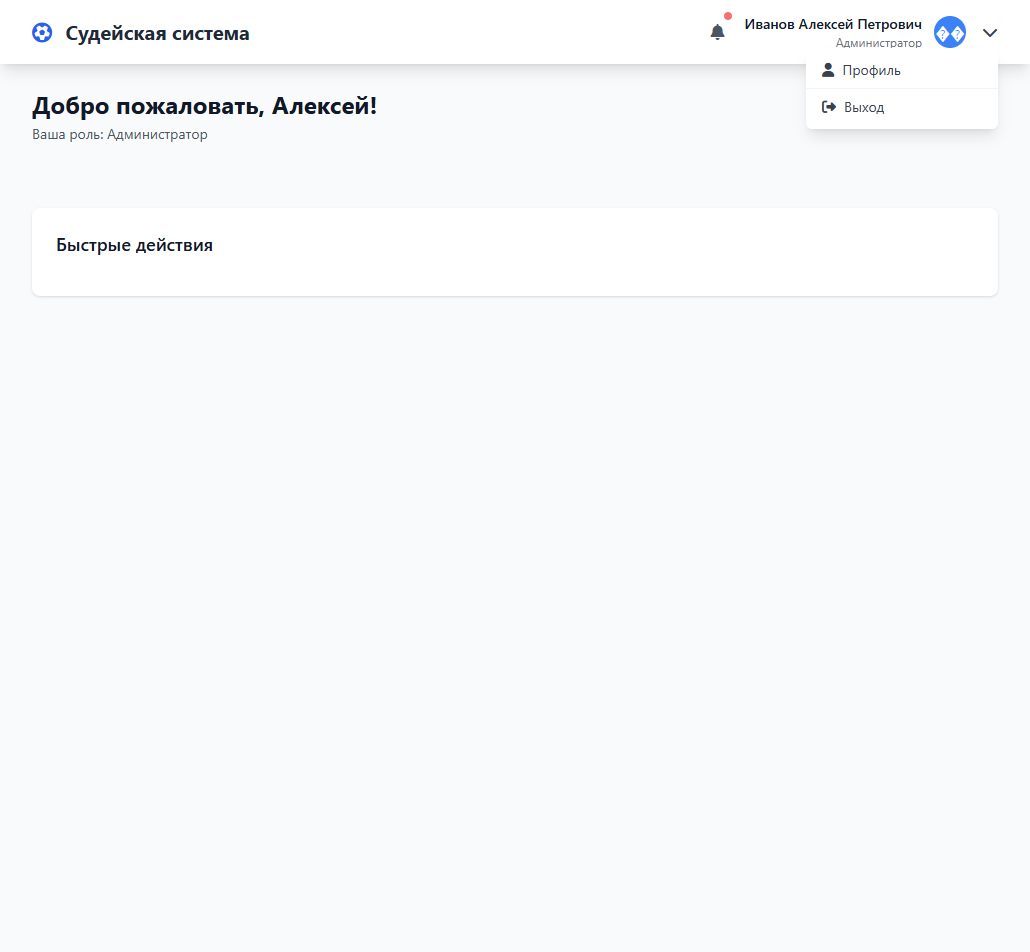 Судейская система
Иванов Алексей Петрович
Администратор
��
Профиль
Выход
Добро пожаловать, Алексей!
Ваша роль: Администратор
Быстрые действия